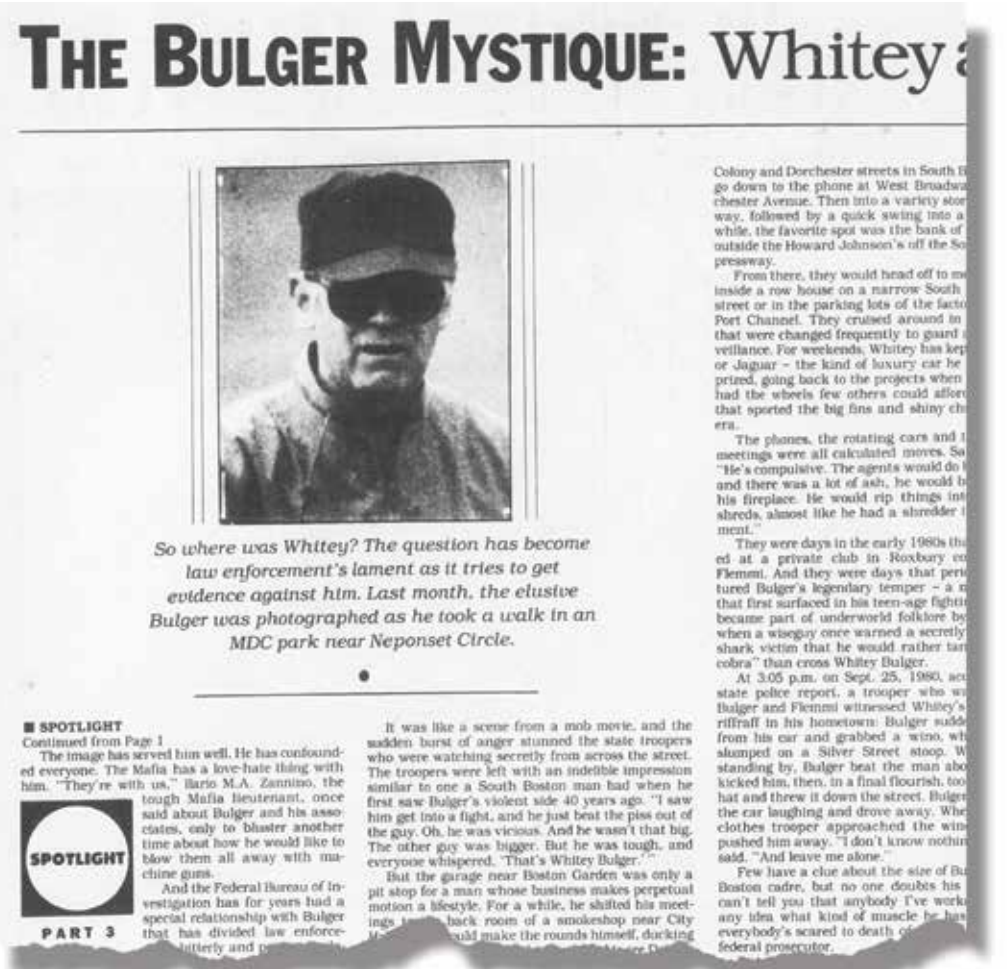 THE BULGER MYSTIQUE: Whitey
So where was Whitey? The question has become
law enforcement's lament as it tries to get
evidence against him. Last month, the elusive
Bulger was photographed as he took a walk in an
MDC park near Neponset Circle.
■ SPOTLIGHT
Continued from Page 1
The image has served him well. He has confound-
ed everyone. The Mafia has a love-hate thing with
him. "They're with us," Ilario M.A. Zannino, the
tough Mafia lieutenant, once
said about Bulger and his asso-
ciates, only to bluster another
time about how he would like to
blow them all away with ma-
chine guns.
And the Federal Bureau of In-
vestigation has for years had a
special relationship with Bulger
that has divided law enforce-
bitterly and
SPOTLIGHT
PART 3
It was like a scene from a mob movie, and the
sudden burst of anger stunned the state troopers
who were watching secretly from across the street.
The troopers were left with an indelible impression
similar to one a South Boston man had when he
first saw Bulger's violent side 40 years ago. "I saw
him get into a fight, and he just beat the piss out of
the guy. Oh, he was vicious. And he wasn't that big.
The other guy was bigger. But he was tough, and
everyone whispered, 'That's Whitey Bulger.'"
But the garage near Boston Garden was only a
pit stop for a man whose business makes perpetual
motion a lifestyle. For a while, he shifted his meet-
ings back room of a smokeshop near City
would make the rounds himself, ducking
Colony and Dorchester streets in South
go down to the phone at West
chester Avenue. Then into a variety
way, followed by a quick swing into a
while, the favorite spot was the bank of
outside the Howard Johnson's off the
pressway.
From there, they would head off to
inside a row house on a narrow South
street or in the parking lots of the
Port Channel. They cruised around in
that were changed frequently to guard
veillance. For weekends, Whitey has
or Jaguar – the kind of luxury car he
prized, going back to the projects when
had the wheels few others could
that sported the big fins and shiny
era.
The phones, the rotating cars and
meetings were all calculated moves.
"He's compulsive. The agents would do
and there was a lot of ash, he would
his fireplace. He would rip things
shreds, almost like he had a shredder
ment."
They were days in the early 1980s
ed at a private club in Roxbury
Flemmi. And they were days that
tured Bulger's legendary temper – a
that first surfaced in his teen-age
became part of underworld folklore
when a wiseguy once warned a secretly
shark victim that he would rather
cobra" than cross Whitey Bulger.
At 3:05 p.m. on Sept. 25, 1980,
state police report, a trooper who
Bulger and Flemmi witnessed Whitey's
riffraff in his hometown: Bulger
from his car and grabbed a wino,
slumped on a Silver Street stoop.
standing by, Bulger beat the man
kicked him, then, in a final flourish,
hat and threw it down the street.
the car laughing and drove away.
clothes trooper approached the
pushed him away. "I don't know
said. "And leave me alone."
Few have a clue about the size of
Boston cadre, but no one doubts his
can't tell you that anybody I've
any idea what kind of muscle he has
everybody's scared to death
federal prosecutor.